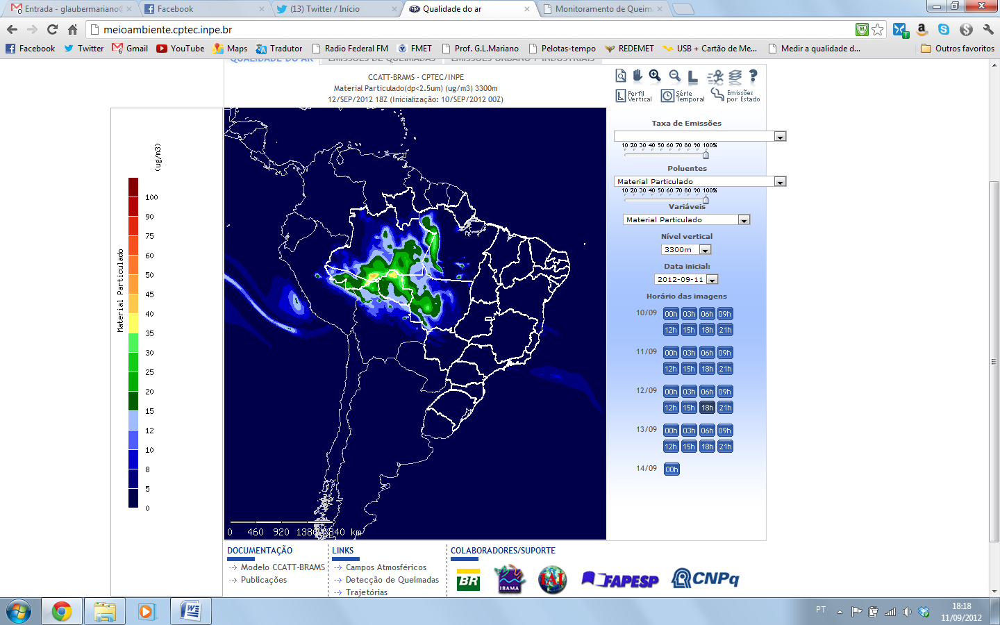 Entrada - glaubermariano@
Facebook
(13) Twitter / Início
Qualidade do ar
Monitoramento de Queim
meioambiente.cptec.inpe.br
Facebook Twitter Gmail YouTube Maps Tradutor Radio Federal FM FMET Prof. G.L.Mariano Pelotas-tempo REDEMET USB + Cartão de Me... Medir a qualidade d... Outros favoritos
QUALIDADE DO AR EMISSÕES DE QUEIMADAS EMISSÕES URBANO / INDUSTRIAIS
CCATT-BRAMS - CPTEC/INPE
Material Particulado(dp<2.5um) (ug/m3) 3300m
12/SEP/2012 18Z (Inicialização: 10/SEP/2012 00Z)
(ug/m3)
Material Particulado
100
90
75
60
50
45
40
35
30
25
20
15
12
10
8
5
0
0 460 920 1380 1840 km
Perfil Vertical
Série Temporal
Emissões por Estado
Taxa de Emissões
10 20 30 40 50 60 70 80 90 100%
Poluentes
Material Particulado
10 20 30 40 50 60 70 80 90 100%
Variáveis
Material Particulado
Nível vertical
3300m
Data inicial:
2012-09-11
Horário das imagens
10/09 00h 03h 06h 09h
12h 15h 18h 21h
11/09 00h 03h 06h 09h
12h 15h 18h 21h
12/09 00h 03h 06h 09h
12h 15h 18h 21h
13/09 00h 03h 06h 09h
12h 15h 18h 21h
14/09 00h
DOCUMENTAÇÃO
Modelo CCATT-BRAMS
Publicações
LINKS
Campos Atmosféricos
Detecção de Queimadas
Trajetórias
COLABORADORES/SUPORTE
BR
IBAMA
IAI
FAPESP
CNPq
PT
18:18
11/09/2012